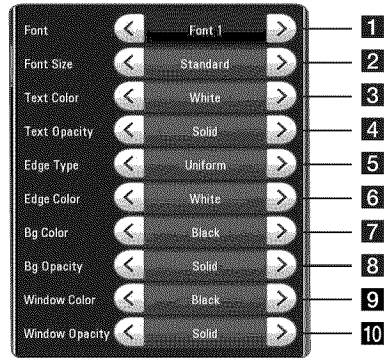 Font < Font 1 > 1
Font Size < Standard > 2
Text Color < White > 3
Text Opacity < Solid > 4
Edge Type < Uniform > 5
Edge Color < White > 6
Bg Color < Black > 7
Bg Opacity < Solid > 8
Window Color < Black > 9
Window Opacity < Solid > 10